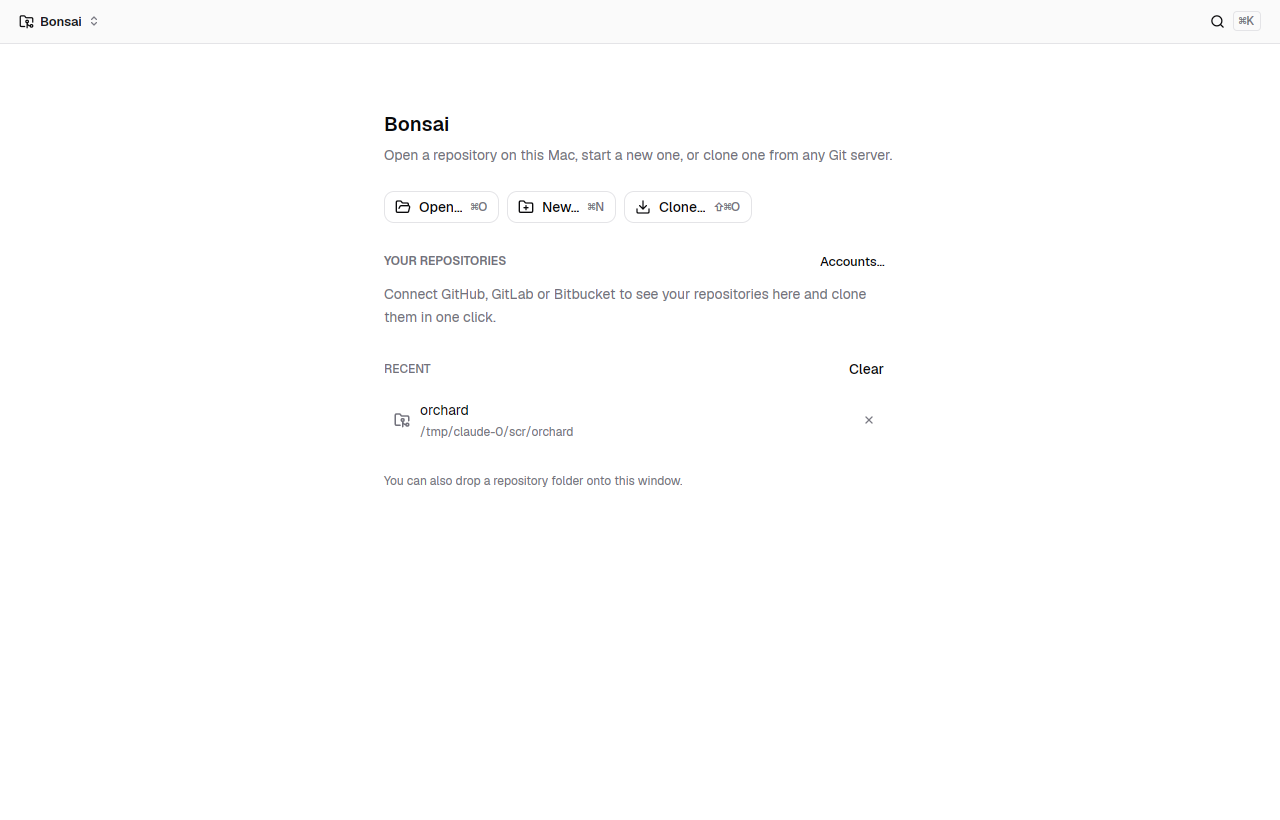 Bonsai
⌘K
Bonsai
Open a repository on this Mac, start a new one, or clone one from any Git server.
Open... ⌘O
New... ⌘N
Clone... ⇧⌘O
YOUR REPOSITORIES
Accounts...
Connect GitHub, GitLab or Bitbucket to see your repositories here and clone
them in one click.
RECENT
Clear
orchard
/tmp/claude-0/scr/orchard
You can also drop a repository folder onto this window.